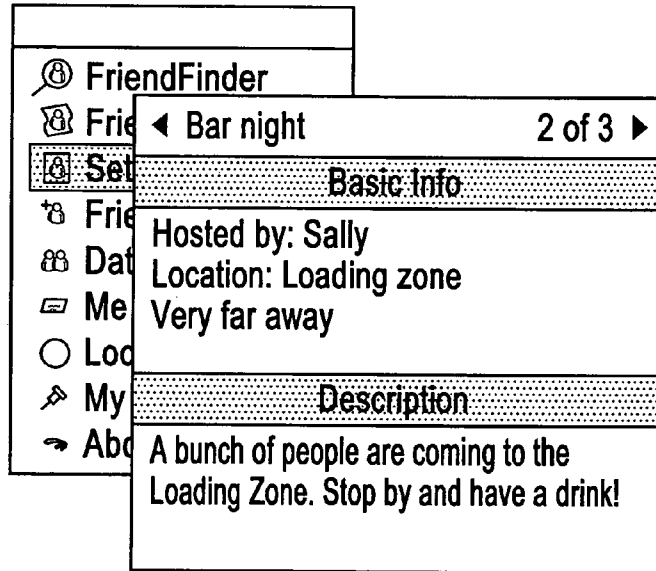 FriendFinder
Frie
Set
Frie
Dat
Me
Loc
My
Abo
◀ Bar night 2 of 3 ▶
Basic Info
Hosted by: Sally
Location: Loading zone
Very far away
Description
A bunch of people are coming to the
Loading Zone. Stop by and have a drink!